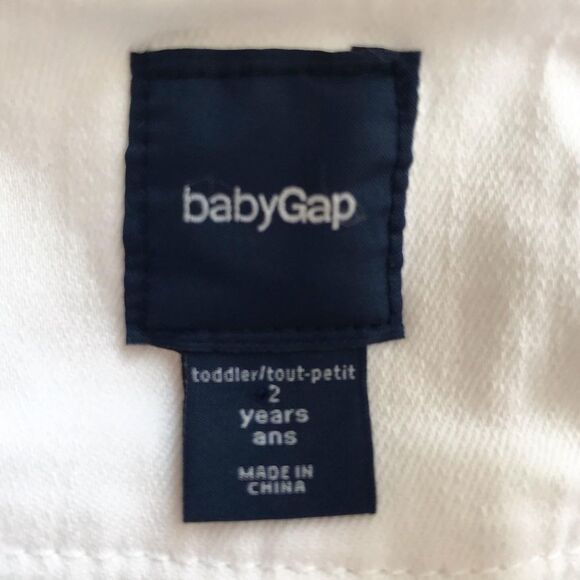 babyGap
toddler/tout-petit
2
years
ans
MADE IN
CHINA